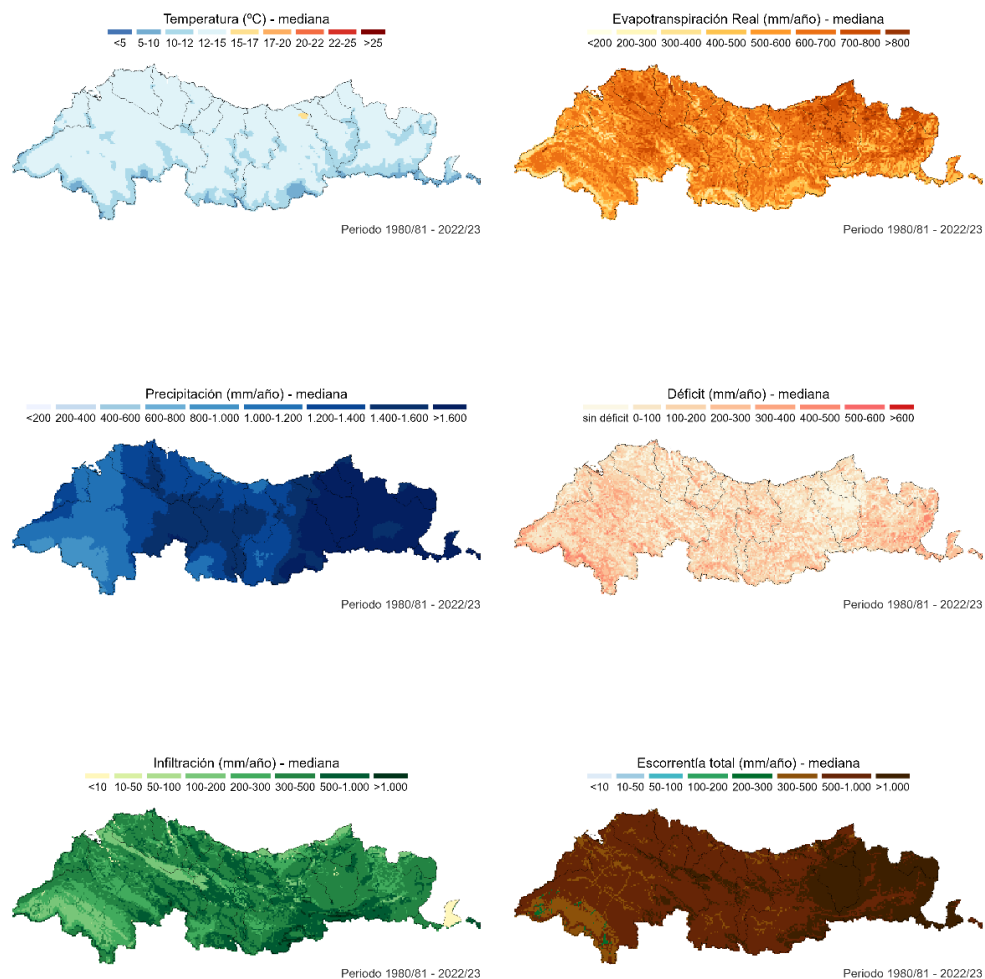 Temperatura (ºC) - mediana
<5 5-10 10-12 12-15 15-17 17-20 20-22 22-25 >25
Periodo 1980/81 - 2022/23
Evapotranspiración Real (mm/año) - mediana
<200 200-300 300-400 400-500 500-600 600-700 700-800 >800
Periodo 1980/81 - 2022/23
Precipitación (mm/año) - mediana
<200 200-400 400-600 600-800 800-1.000 1.000-1.200 1.200-1.400 1.400-1.600 >1.600
Periodo 1980/81 - 2022/23
Déficit (mm/año) - mediana
sin déficit 0-100 100-200 200-300 300-400 400-500 500-600 >600
Periodo 1980/81 - 2022/23
Infiltración (mm/año) - mediana
<10 10-50 50-100 100-200 200-300 300-500 500-1.000 >1.000
Periodo 1980/81 - 2022/23
Escorrentía total (mm/año) - mediana
<10 10-50 50-100 100-200 200-300 300-500 500-1.000 >1.000
Periodo 1980/81 - 2022/23